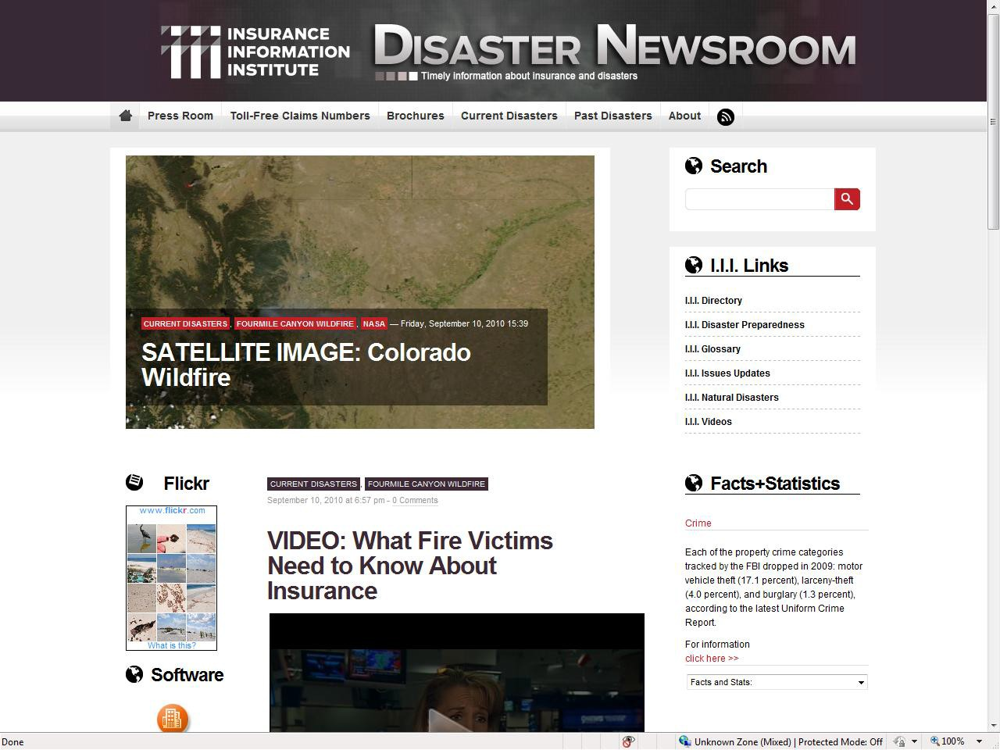 INSURANCE
INFORMATION
INSTITUTE
DISASTER NEWSROOM
Timely information about insurance and disasters
Press Room
Toll-Free Claims Numbers
Brochures
Current Disasters
Past Disasters
About
CURRENT DISASTERS, FOURMILE CANYON WILDFIRE, NASA — Friday, September 10, 2010 15:39
SATELLITE IMAGE: Colorado
Wildfire
Search
I.I.I. Links
I.I.I. Directory
I.I.I. Disaster Preparedness
I.I.I. Glossary
I.I.I. Issues Updates
I.I.I. Natural Disasters
I.I.I. Videos
Flickr
www.flickr.com
What is this?
Software
CURRENT DISASTERS, FOURMILE CANYON WILDFIRE
September 10, 2010 at 6:57 pm - 0 Comments
VIDEO: What Fire Victims
Need to Know About
Insurance
Facts+Statistics
Crime
Each of the property crime categories
tracked by the FBI dropped in 2009: motor
vehicle theft (17.1 percent), larceny-theft
(4.0 percent), and burglary (1.3 percent),
according to the latest Uniform Crime
Report.
For information
click here >>
Facts and Stats:
Done
Unknown Zone (Mixed) | Protected Mode: Off
100%